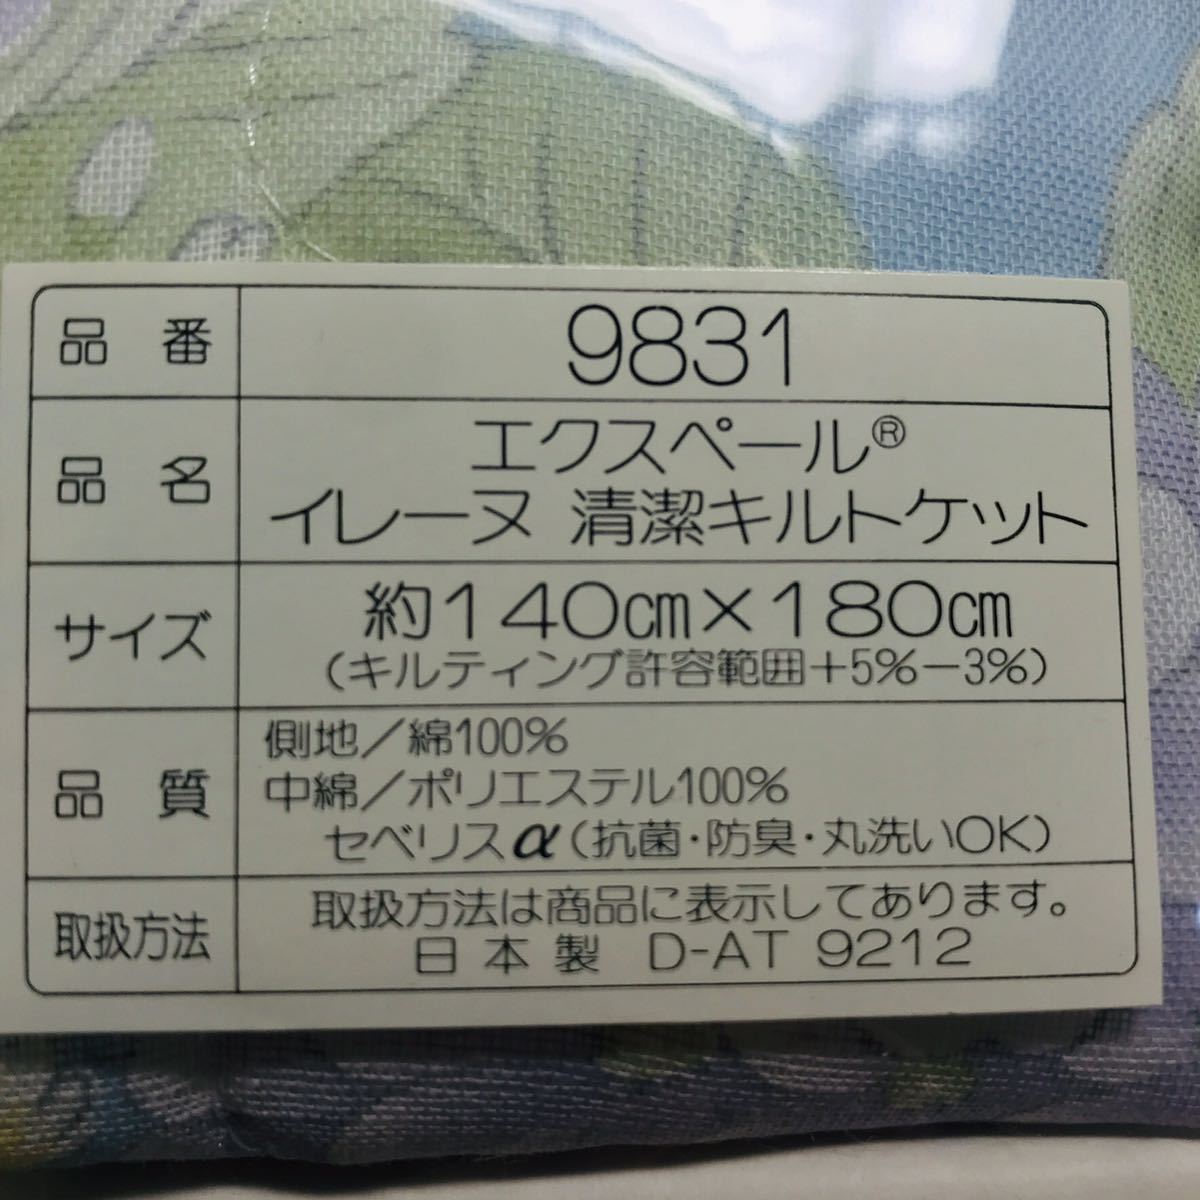 品番 9831
品名 エクスペール®
イレーヌ 清潔キルトケット
サイズ 約140cm×180cm
（キルティング許容範囲+5%−3%）
品質 側地／綿100%
中綿／ポリエステル100%
セベリスα（抗菌・防臭・丸洗いOK）
取扱方法 取扱方法は商品に表示してあります。
日本製 D-AT 9212